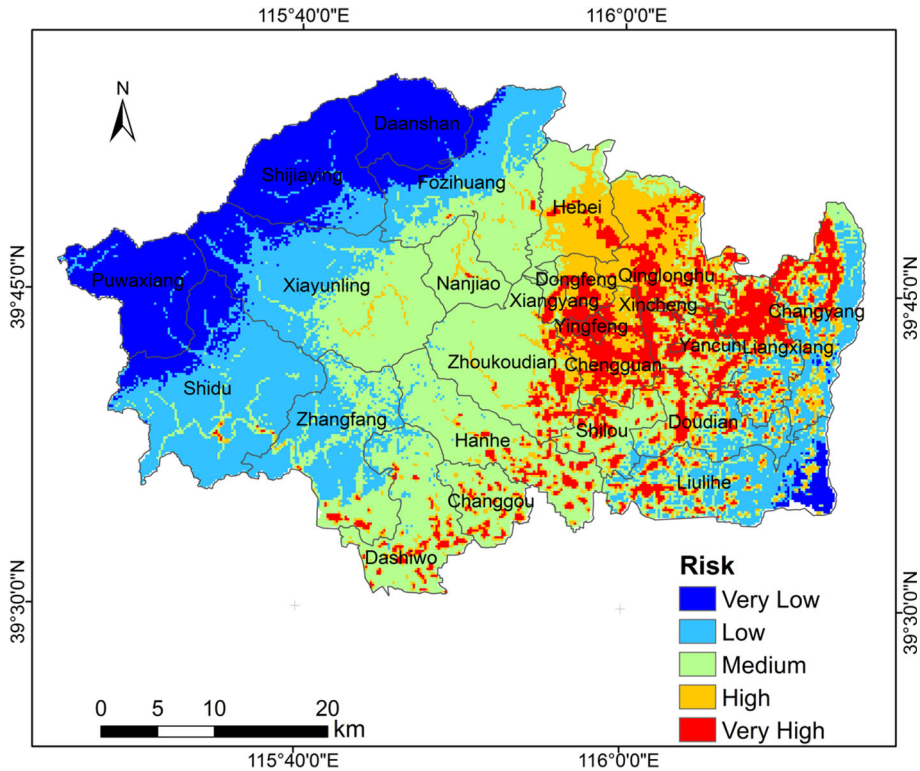 115°40'0"E 116°0'0"E
N
Daanshan
Shijiaying
Fozihuang
Hebei
39°45'0"N
39°45'0"N
Puwaxiang
Xiayunling
Nanjiao
Dongfeng
Qinglonghu
Xiangyang
Xincheng
Changyang
Yingfeng
Yancun
Liangxiang
Zhoukoudian
Chengguan
Shidu
Zhangfang
Hanhe
Shilou
Doudian
Changgou
Liulihe
Dashiwo
39°30'0"N
39°30'0"N
Risk
Very Low
Low
Medium
High
Very High
0 5 10 20
km
115°40'0"E 116°0'0"E